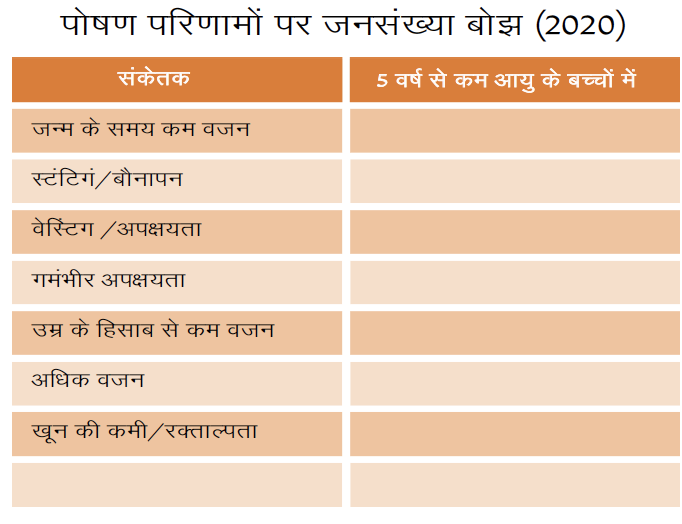 पोषण परिणामों पर जनसंख्या बोझ (2020)
संकेतक
5 वर्ष से कम आयु के बच्चों में
जन्म के समय कम वजन
स्टंटिगं/बौनापन
वेस्टिंग /अपक्षयता
गमंभीर अपक्षयता
उम्र के हिसाब से कम वजन
अधिक वजन
खून की कमी/रक्ताल्पता